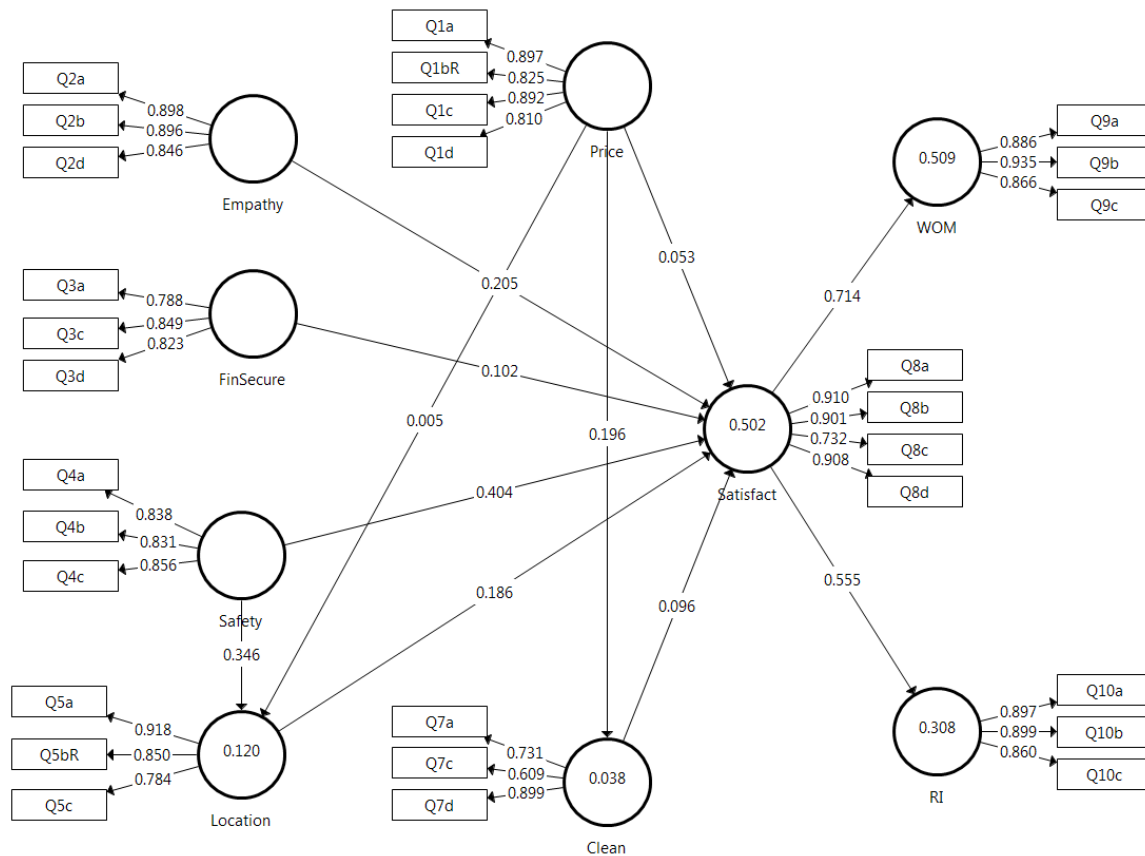 Q1a
Q1bR
Q1c
Q1d
0.897
0.825
0.892
0.810
Price
Q2a
Q2b
Q2d
0.898
0.896
0.846
Empathy
Q9a
Q9b
Q9c
0.886
0.935
0.866
0.509
WOM
Q3a
Q3c
Q3d
0.788
0.849
0.823
FinSecure
0.205
0.053
0.714
0.102
0.005
0.196
0.404
Q8a
Q8b
Q8c
Q8d
0.910
0.901
0.732
0.908
0.502
Satisfact
Q4a
Q4b
Q4c
0.838
0.831
0.856
Safety
0.346
0.186
0.096
0.555
Q5a
Q5bR
Q5c
0.918
0.850
0.784
0.120
Location
Q7a
Q7c
Q7d
0.731
0.609
0.899
0.038
Clean
Q10a
Q10b
Q10c
0.897
0.899
0.860
0.308
RI